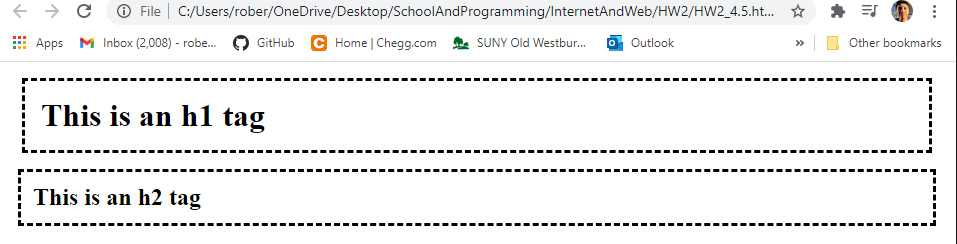 File C:/Users/rober/OneDrive/Desktop/SchoolAndProgramming/InternetAndWeb/HW2/HW2_4.5.ht...
Apps Inbox (2,008) - robe... GitHub Home | Chegg.com SUNY Old Westbur... Outlook » Other bookmarks
This is an h1 tag
This is an h2 tag